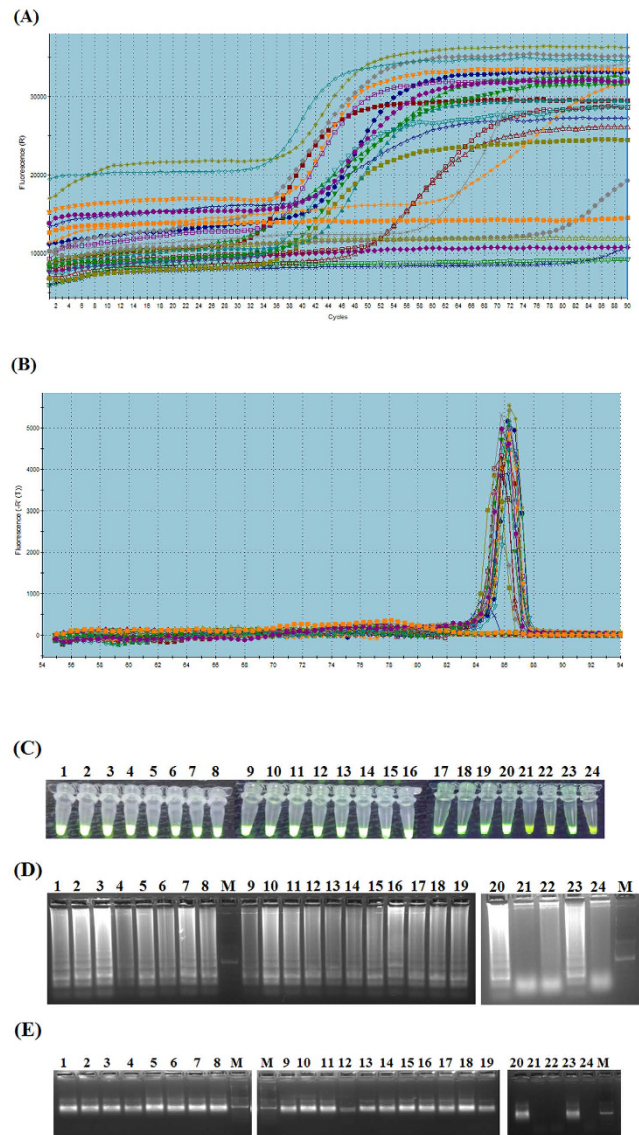 (A)
Fluorescence (R)
30000
20000
10000
2 4 6 8 10 12 14 16 18 20 22 24 26 28 30 32 34 36 38 40 42 44 46 48 50 52 54 56 58 60 62 64 66 68 70 72 74 76 78 80 82 84 86 88 90
Cycles
(B)
Fluorescence (-R'(T))
5000
4000
3000
2000
1000
0
54 56 58 60 62 64 66 68 70 72 74 76 78 80 82 84 86 88 90 92 94
(C)
1 2 3 4 5 6 7 8 9 10 11 12 13 14 15 16 17 18 19 20 21 22 23 24
(D)
1 2 3 4 5 6 7 8 M 9 10 11 12 13 14 15 16 17 18 19 20 21 22 23 24 M
(E)
1 2 3 4 5 6 7 8 M M 9 10 11 12 13 14 15 16 17 18 19 20 21 22 23 24 M